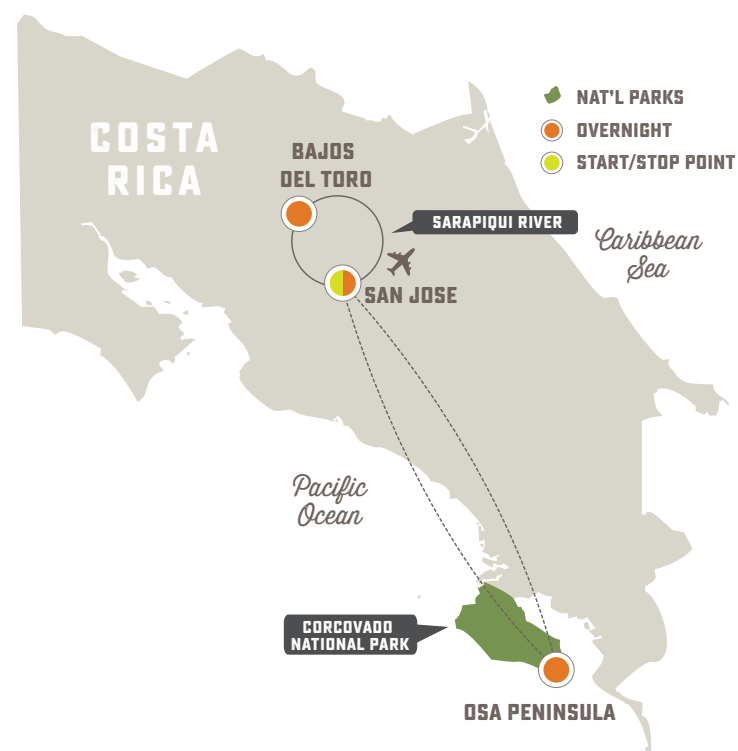 COSTA
RICA
NAT'L PARKS
OVERNIGHT
START/STOP POINT
BAJOS
DEL TORO
SARAPIQUI RIVER
Caribbean
Sea
SAN JOSE
Pacific
Ocean
CORCOVADO
NATIONAL PARK
OSA PENINSULA